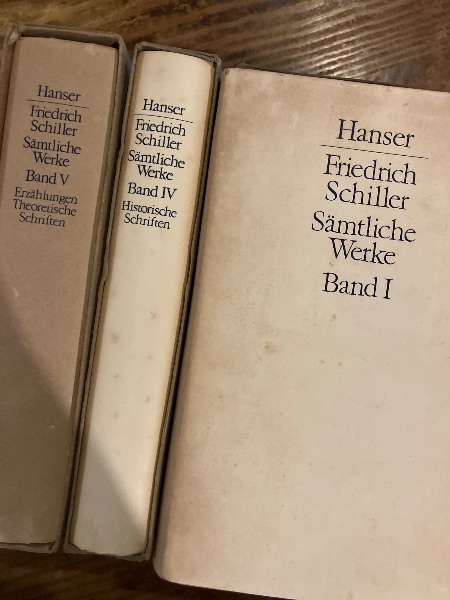 Hanser
Friedrich
Schiller
Sämtliche
Werke
Band V
Erzählungen
Theoretische
Schriften
Hanser
Friedrich
Schiller
Sämtliche
Werke
Band IV
Historische
Schriften
Hanser
Friedrich
Schiller
Sämtliche
Werke
Band I